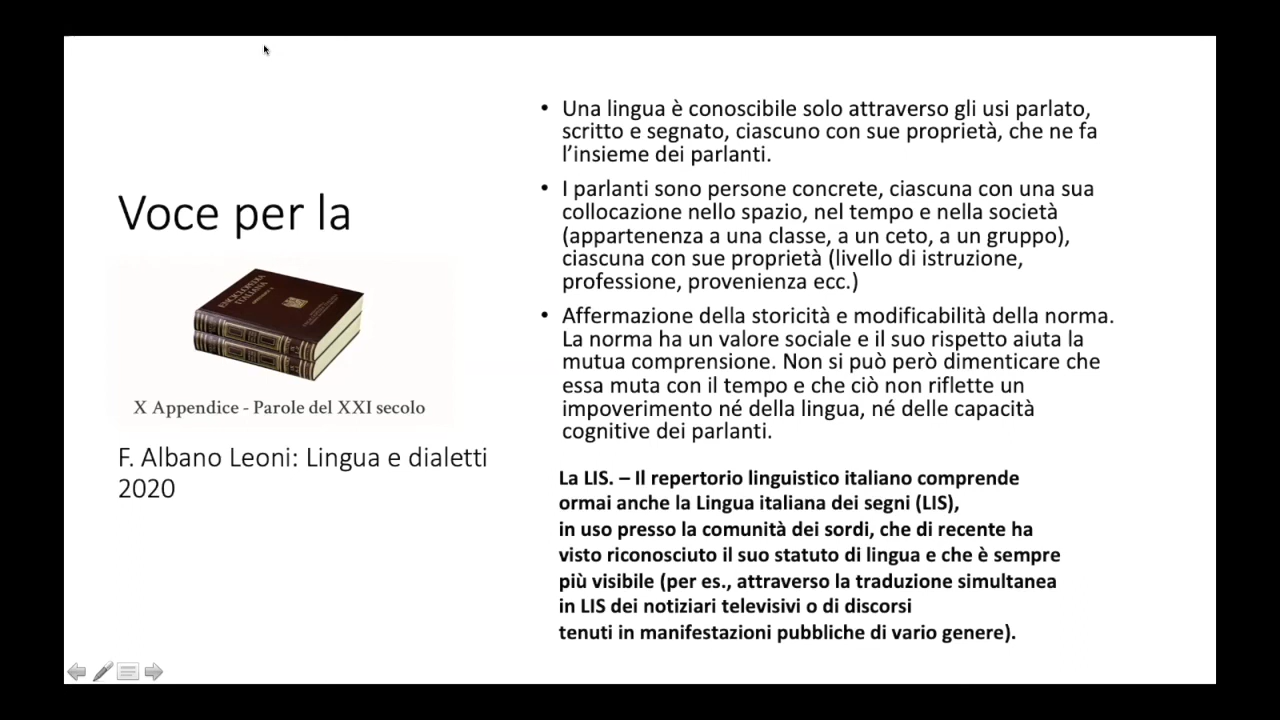 Voce per la
ENCICLOPEDIA
ITALIANA
X Appendice - Parole del XXI secolo
F. Albano Leoni: Lingua e dialetti
2020
• Una lingua è conoscibile solo attraverso gli usi parlato,
scritto e segnato, ciascuno con sue proprietà, che ne fa
l’insieme dei parlanti.
• I parlanti sono persone concrete, ciascuna con una sua
collocazione nello spazio, nel tempo e nella società
(appartenenza a una classe, a un ceto, a un gruppo),
ciascuna con sue proprietà (livello di istruzione,
professione, provenienza ecc.)
• Affermazione della storicità e modificabilità della norma.
La norma ha un valore sociale e il suo rispetto aiuta la
mutua comprensione. Non si può però dimenticare che
essa muta con il tempo e che ciò non riflette un
impoverimento né della lingua, né delle capacità
cognitive dei parlanti.
La LIS. – Il repertorio linguistico italiano comprende
ormai anche la Lingua italiana dei segni (LIS),
in uso presso la comunità dei sordi, che di recente ha
visto riconosciuto il suo statuto di lingua e che è sempre
più visibile (per es., attraverso la traduzione simultanea
in LIS dei notiziari televisivi o di discorsi
tenuti in manifestazioni pubbliche di vario genere).